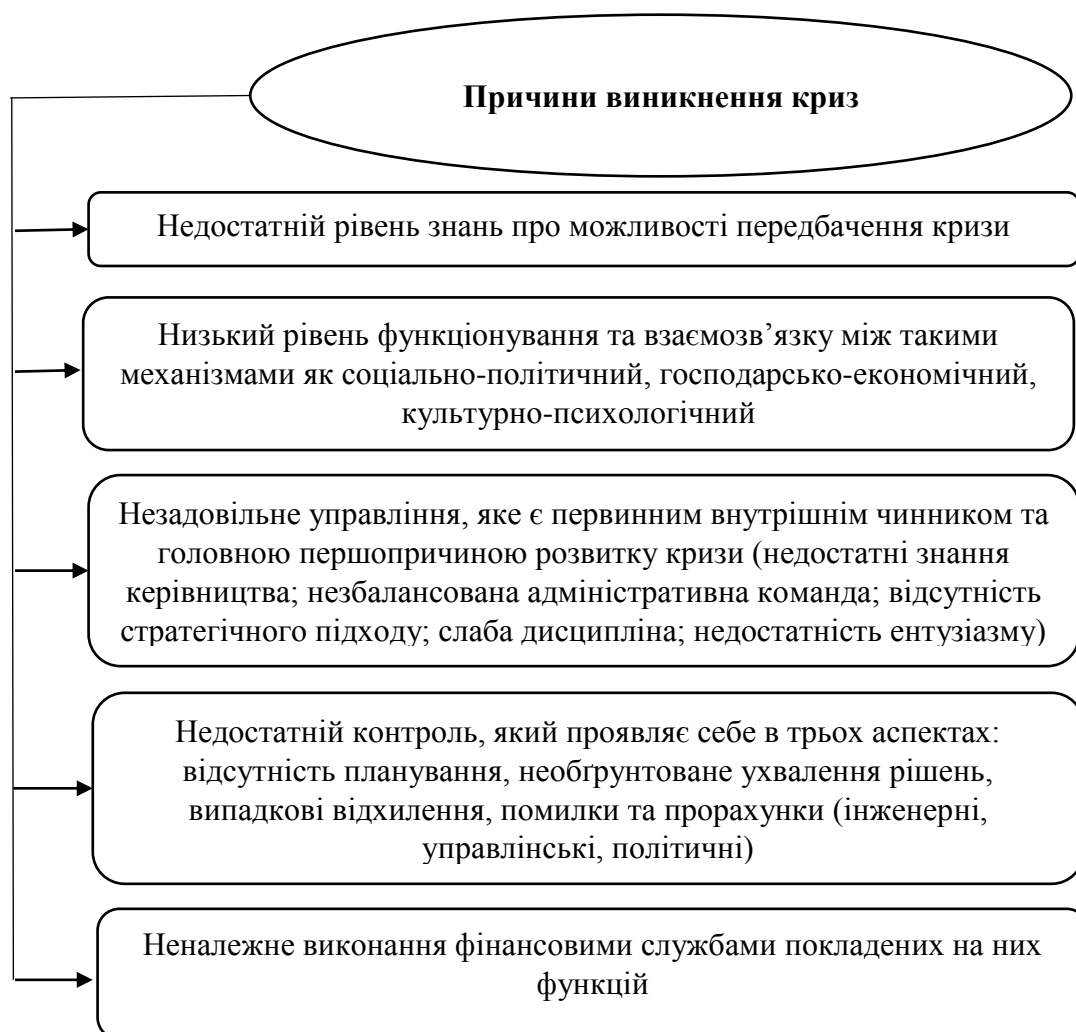 Причини виникнення криз
Недостатній рівень знань про можливості передбачення кризи
Низький рівень функціонування та взаємозв’язку між такими
механізмами як соціально-політичний, господарсько-економічний,
культурно-психологічний
Незадовільне управління, яке є первинним внутрішнім чинником та
головною першопричиною розвитку кризи (недостатні знання
керівництва; незбалансована адміністративна команда; відсутність
стратегічного підходу; слаба дисципліна; недостатність ентузіазму)
Недостатній контроль, який проявляє себе в трьох аспектах:
відсутність планування, необґрунтоване ухвалення рішень,
випадкові відхилення, помилки та прорахунки (інженерні,
управлінські, політичні)
Неналежне виконання фінансовими службами покладених на них
функцій